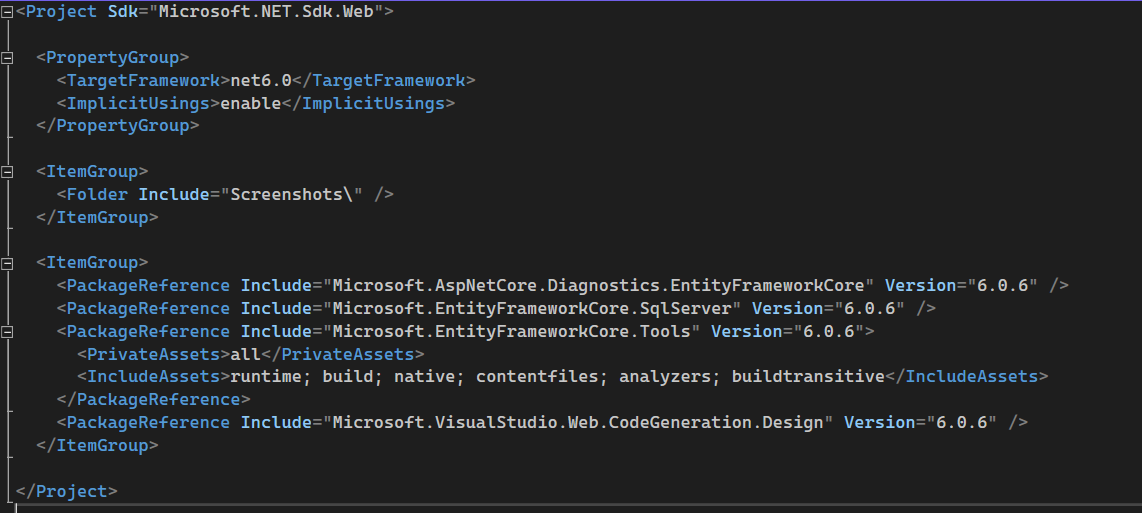 <Project Sdk="Microsoft.NET.Sdk.Web">
<PropertyGroup>
<TargetFramework>net6.0</TargetFramework>
<ImplicitUsings>enable</ImplicitUsings>
</PropertyGroup>
<ItemGroup>
<Folder Include="Screenshots\" />
</ItemGroup>
<ItemGroup>
<PackageReference Include="Microsoft.AspNetCore.Diagnostics.EntityFrameworkCore" Version="6.0.6" />
<PackageReference Include="Microsoft.EntityFrameworkCore.SqlServer" Version="6.0.6" />
<PackageReference Include="Microsoft.EntityFrameworkCore.Tools" Version="6.0.6">
<PrivateAssets>all</PrivateAssets>
<IncludeAssets>runtime; build; native; contentfiles; analyzers; buildtransitive</IncludeAssets>
</PackageReference>
<PackageReference Include="Microsoft.VisualStudio.Web.CodeGeneration.Design" Version="6.0.6" />
</ItemGroup>
</Project>